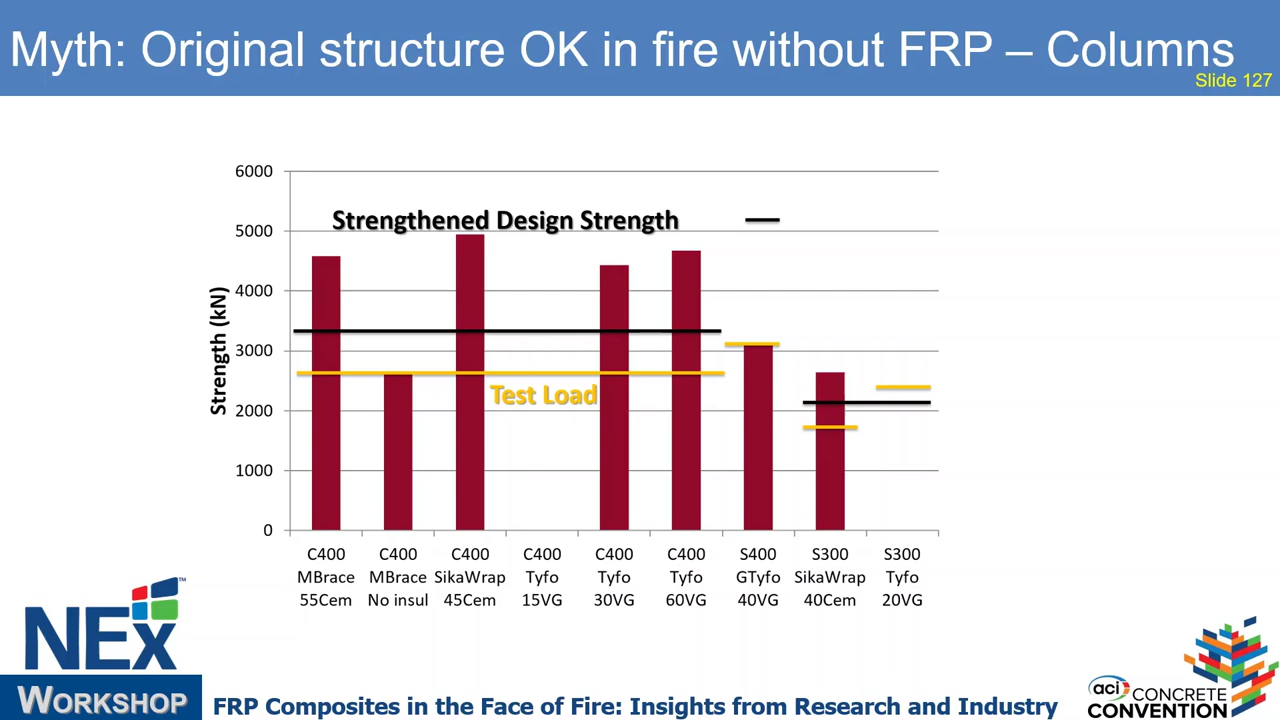 Myth: Original structure OK in fire without FRP – Columns
Slide 127
6000
5000
4000
3000
2000
1000
0
Strength (kN)
Strengthened Design Strength
Test Load
C400 MBrace 55Cem
C400 MBrace No insul
C400 SikaWrap 45Cem
C400 Tyfo 15VG
C400 Tyfo 30VG
C400 Tyfo 60VG
S400 GTyfo 40VG
S300 SikaWrap 40Cem
S300 Tyfo 20VG
NEx™
WORKSHOP
FRP Composites in the Face of Fire: Insights from Research and Industry
aci CONCRETE
CONVENTION